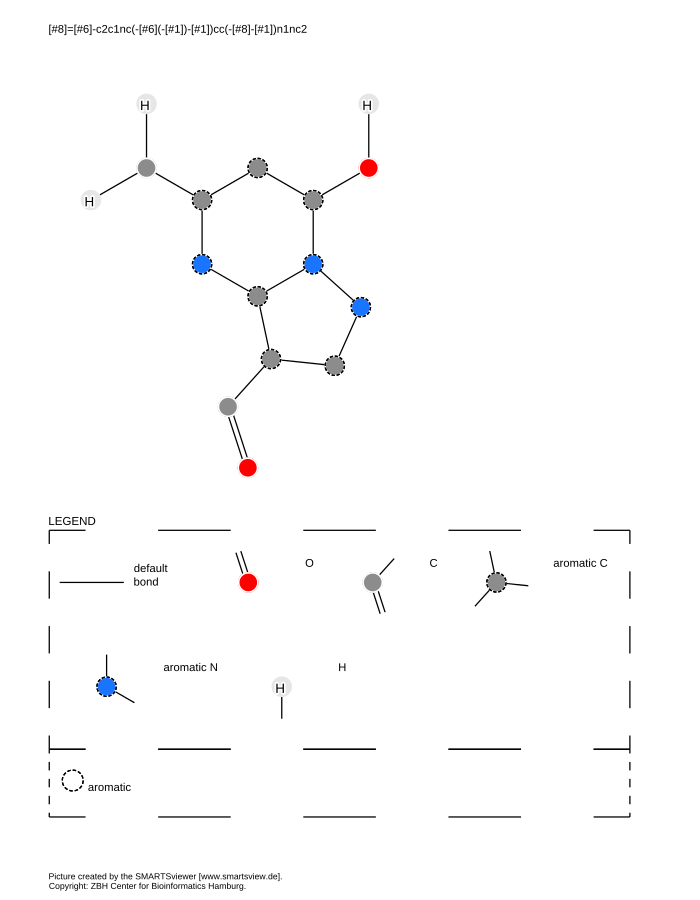 [#8]=[#6]-c2c1nc(-[#6](-[#1])-[#1])cc(-[#8]-[#1])n1nc2
H
H
H
LEGEND
default
bond
O
C
aromatic C
aromatic N
H
H
aromatic
Picture created by the SMARTSviewer [www.smartsview.de].
Copyright: ZBH Center for Bioinformatics Hamburg.